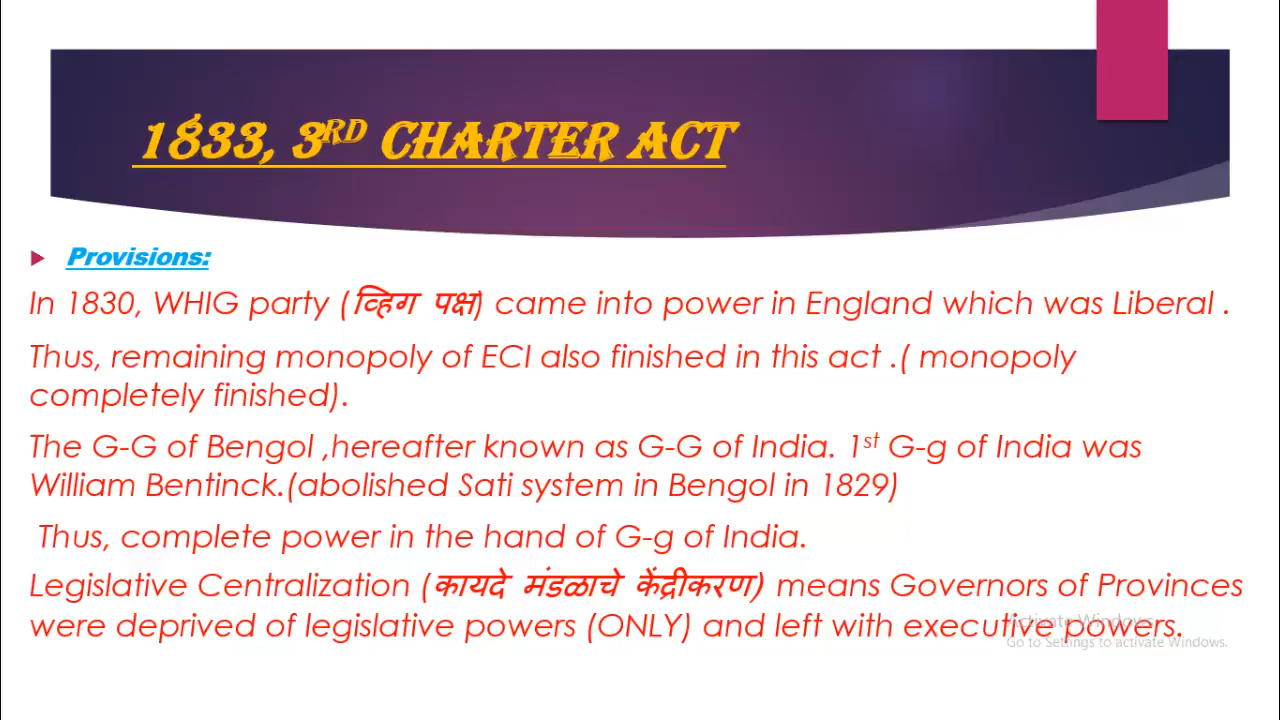 1833, 3RD CHARTER ACT
Provisions:
In 1830, WHIG party (व्हिग पक्ष) came into power in England which was Liberal .
Thus, remaining monopoly of ECI also finished in this act .( monopoly
completely finished).
The G-G of Bengol ,hereafter known as G-G of India. 1st G-g of India was
William Bentinck.(abolished Sati system in Bengol in 1829)
Thus, complete power in the hand of G-g of India.
Legislative Centralization (कायदे मंडळाचे केंद्रीकरण) means Governors of Provinces
were deprived of legislative powers (ONLY) and left with executive powers.
Activate Windows
Go to Settings to activate Windows.